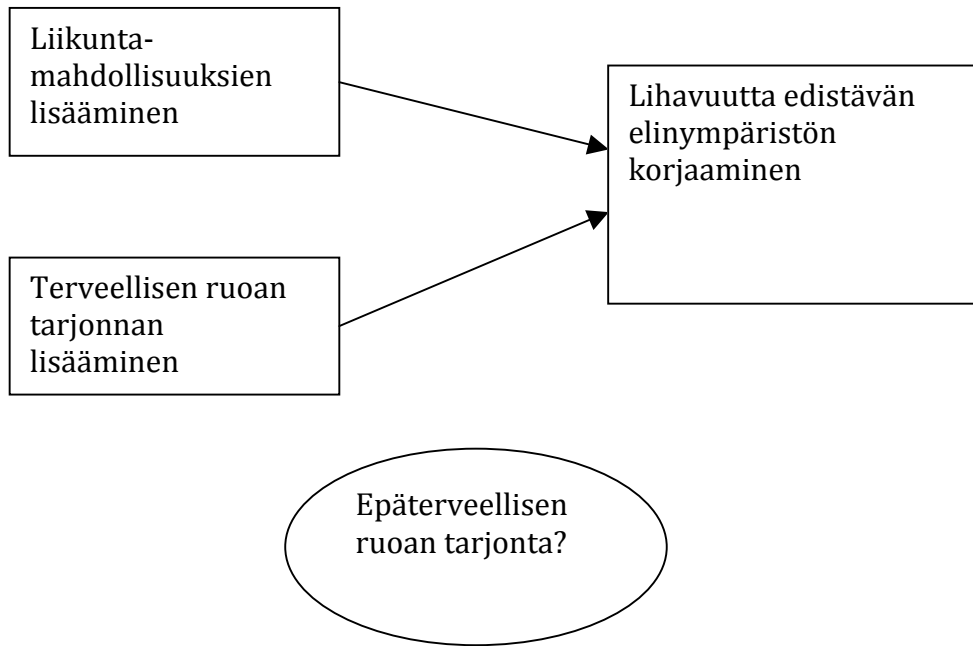 Liikunta-
mahdollisuuksien
lisääminen
Lihavuutta edistävän
elinympäristön
korjaaminen
Terveellisen ruoan
tarjonnan
lisääminen
Epäterveellisen
ruoan tarjonta?